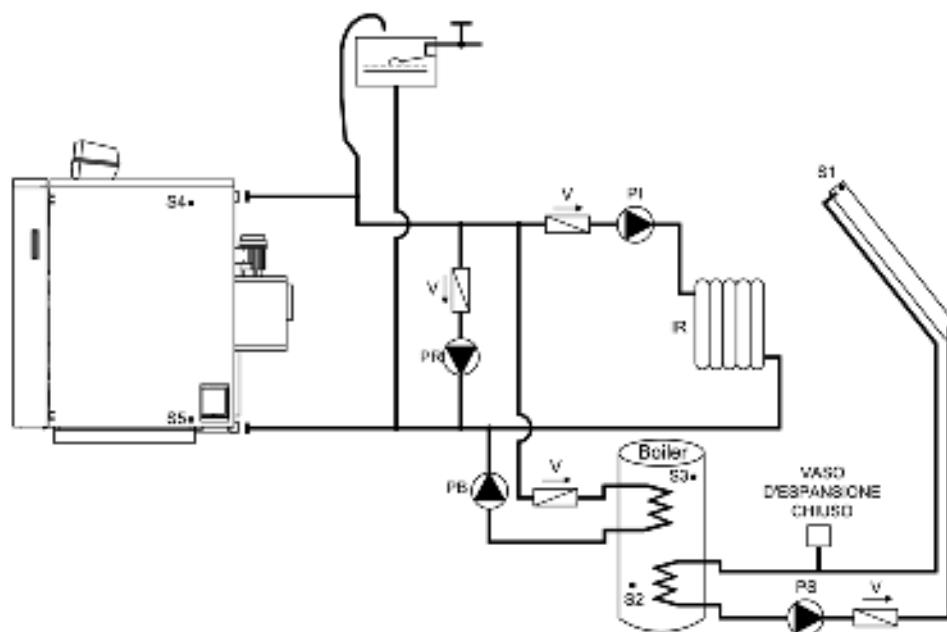 S1
S4
V
PI
V
IR
PR
S5
Boiler
S3
VASO
D'ESPANSIONE
CHIUSO
V
PB
S2
PS
V